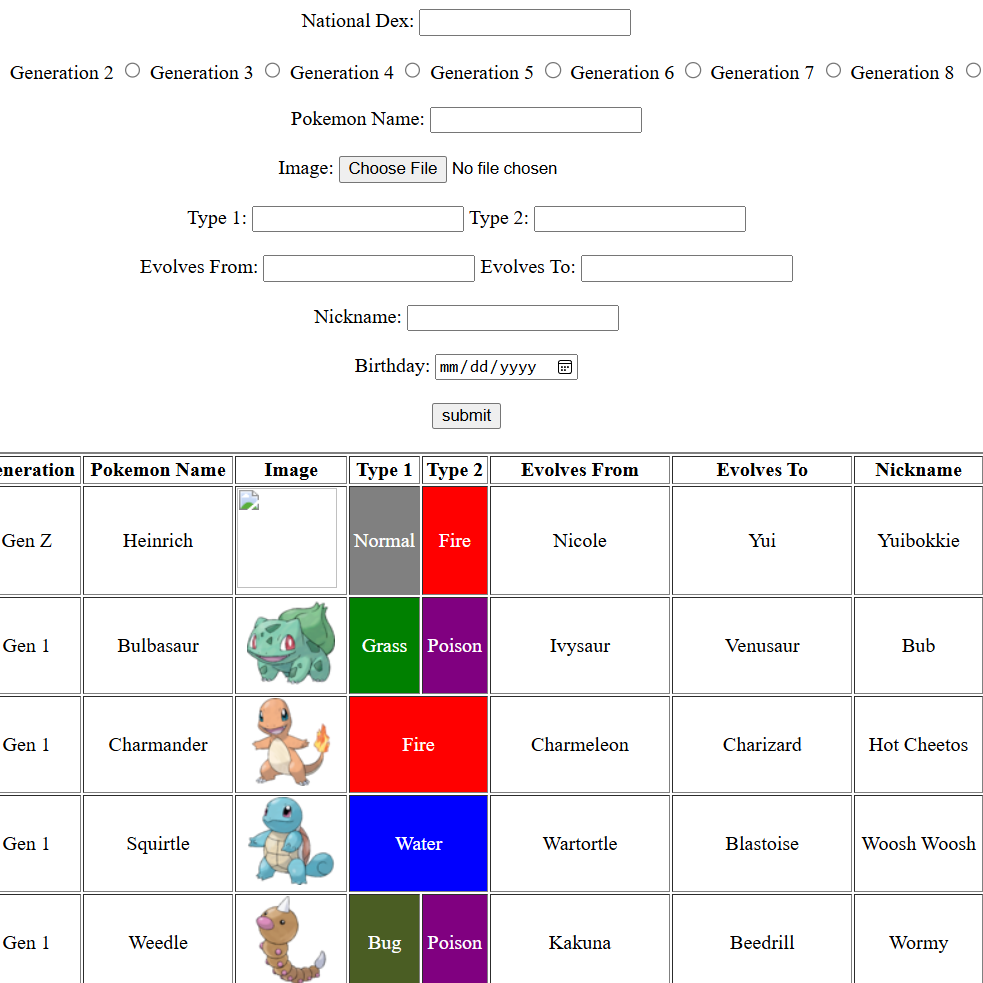 National Dex:
Generation 2 Generation 3 Generation 4 Generation 5 Generation 6 Generation 7 Generation 8
Pokemon Name:
Image: Choose File No file chosen
Type 1: Type 2:
Evolves From: Evolves To:
Nickname:
Birthday: mm/dd/yyyy
submit
eneration Pokemon Name Image Type 1 Type 2 Evolves From Evolves To Nickname
Gen Z Heinrich Normal Fire Nicole Yui Yuibokkie
Gen 1 Bulbasaur Grass Poison Ivysaur Venusaur Bub
Gen 1 Charmander Fire Charmeleon Charizard Hot Cheetos
Gen 1 Squirtle Water Wartortle Blastoise Woosh Woosh
Gen 1 Weedle Bug Poison Kakuna Beedrill Wormy